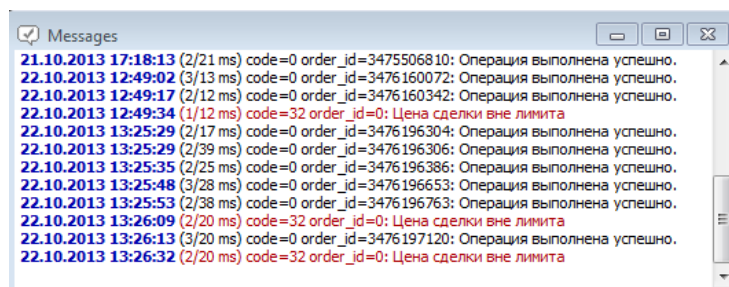 Messages
21.10.2013 17:18:13 (2/21 ms) code=0 order_id=3475506810: Операция выполнена успешно.
22.10.2013 12:49:02 (3/13 ms) code=0 order_id=3476160072: Операция выполнена успешно.
22.10.2013 12:49:17 (2/12 ms) code=0 order_id=3476160342: Операция выполнена успешно.
22.10.2013 12:49:34 (1/12 ms) code=32 order_id=0: Цена сделки вне лимита
22.10.2013 13:25:29 (2/17 ms) code=0 order_id=3476196304: Операция выполнена успешно.
22.10.2013 13:25:29 (2/39 ms) code=0 order_id=3476196306: Операция выполнена успешно.
22.10.2013 13:25:35 (2/25 ms) code=0 order_id=3476196386: Операция выполнена успешно.
22.10.2013 13:25:48 (3/28 ms) code=0 order_id=3476196653: Операция выполнена успешно.
22.10.2013 13:25:53 (2/38 ms) code=0 order_id=3476196763: Операция выполнена успешно.
22.10.2013 13:26:09 (2/20 ms) code=32 order_id=0: Цена сделки вне лимита
22.10.2013 13:26:13 (3/20 ms) code=0 order_id=3476197120: Операция выполнена успешно.
22.10.2013 13:26:32 (2/20 ms) code=32 order_id=0: Цена сделки вне лимита